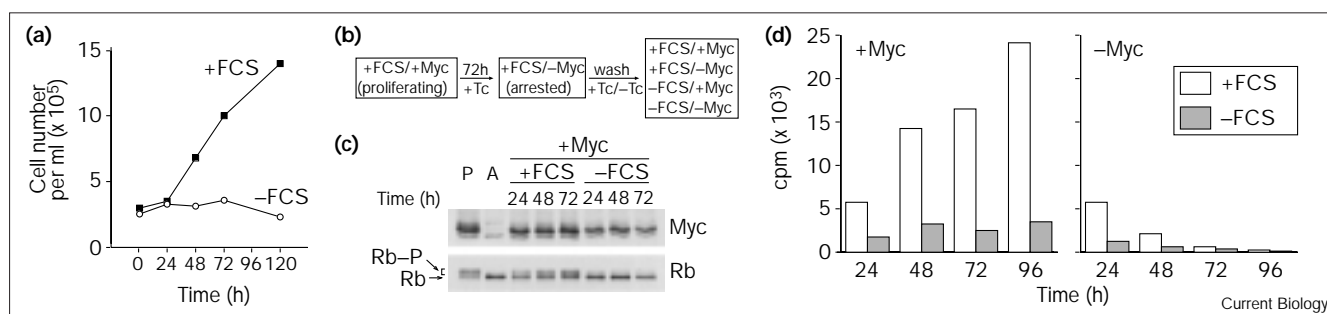 (a)
15
10
5
0
Cell number
per ml (x 10⁵)
+FCS
–FCS
0 24 48 72 96 120
Time (h)
(b)
+FCS/+Myc
(proliferating)
72h
+Tc
+FCS/–Myc
(arrested)
wash
+Tc/–Tc
+FCS/+Myc
+FCS/–Myc
–FCS/+Myc
–FCS/–Myc
(c)
+Myc
P A +FCS –FCS
Time (h) 24 48 72 24 48 72
Myc
Rb–P
Rb
Rb
(d)
+Myc
–Myc
25
20
15
10
5
0
cpm (x 10³)
+FCS
–FCS
24 48 72 96
24 48 72 96
Time (h)
Current Biology